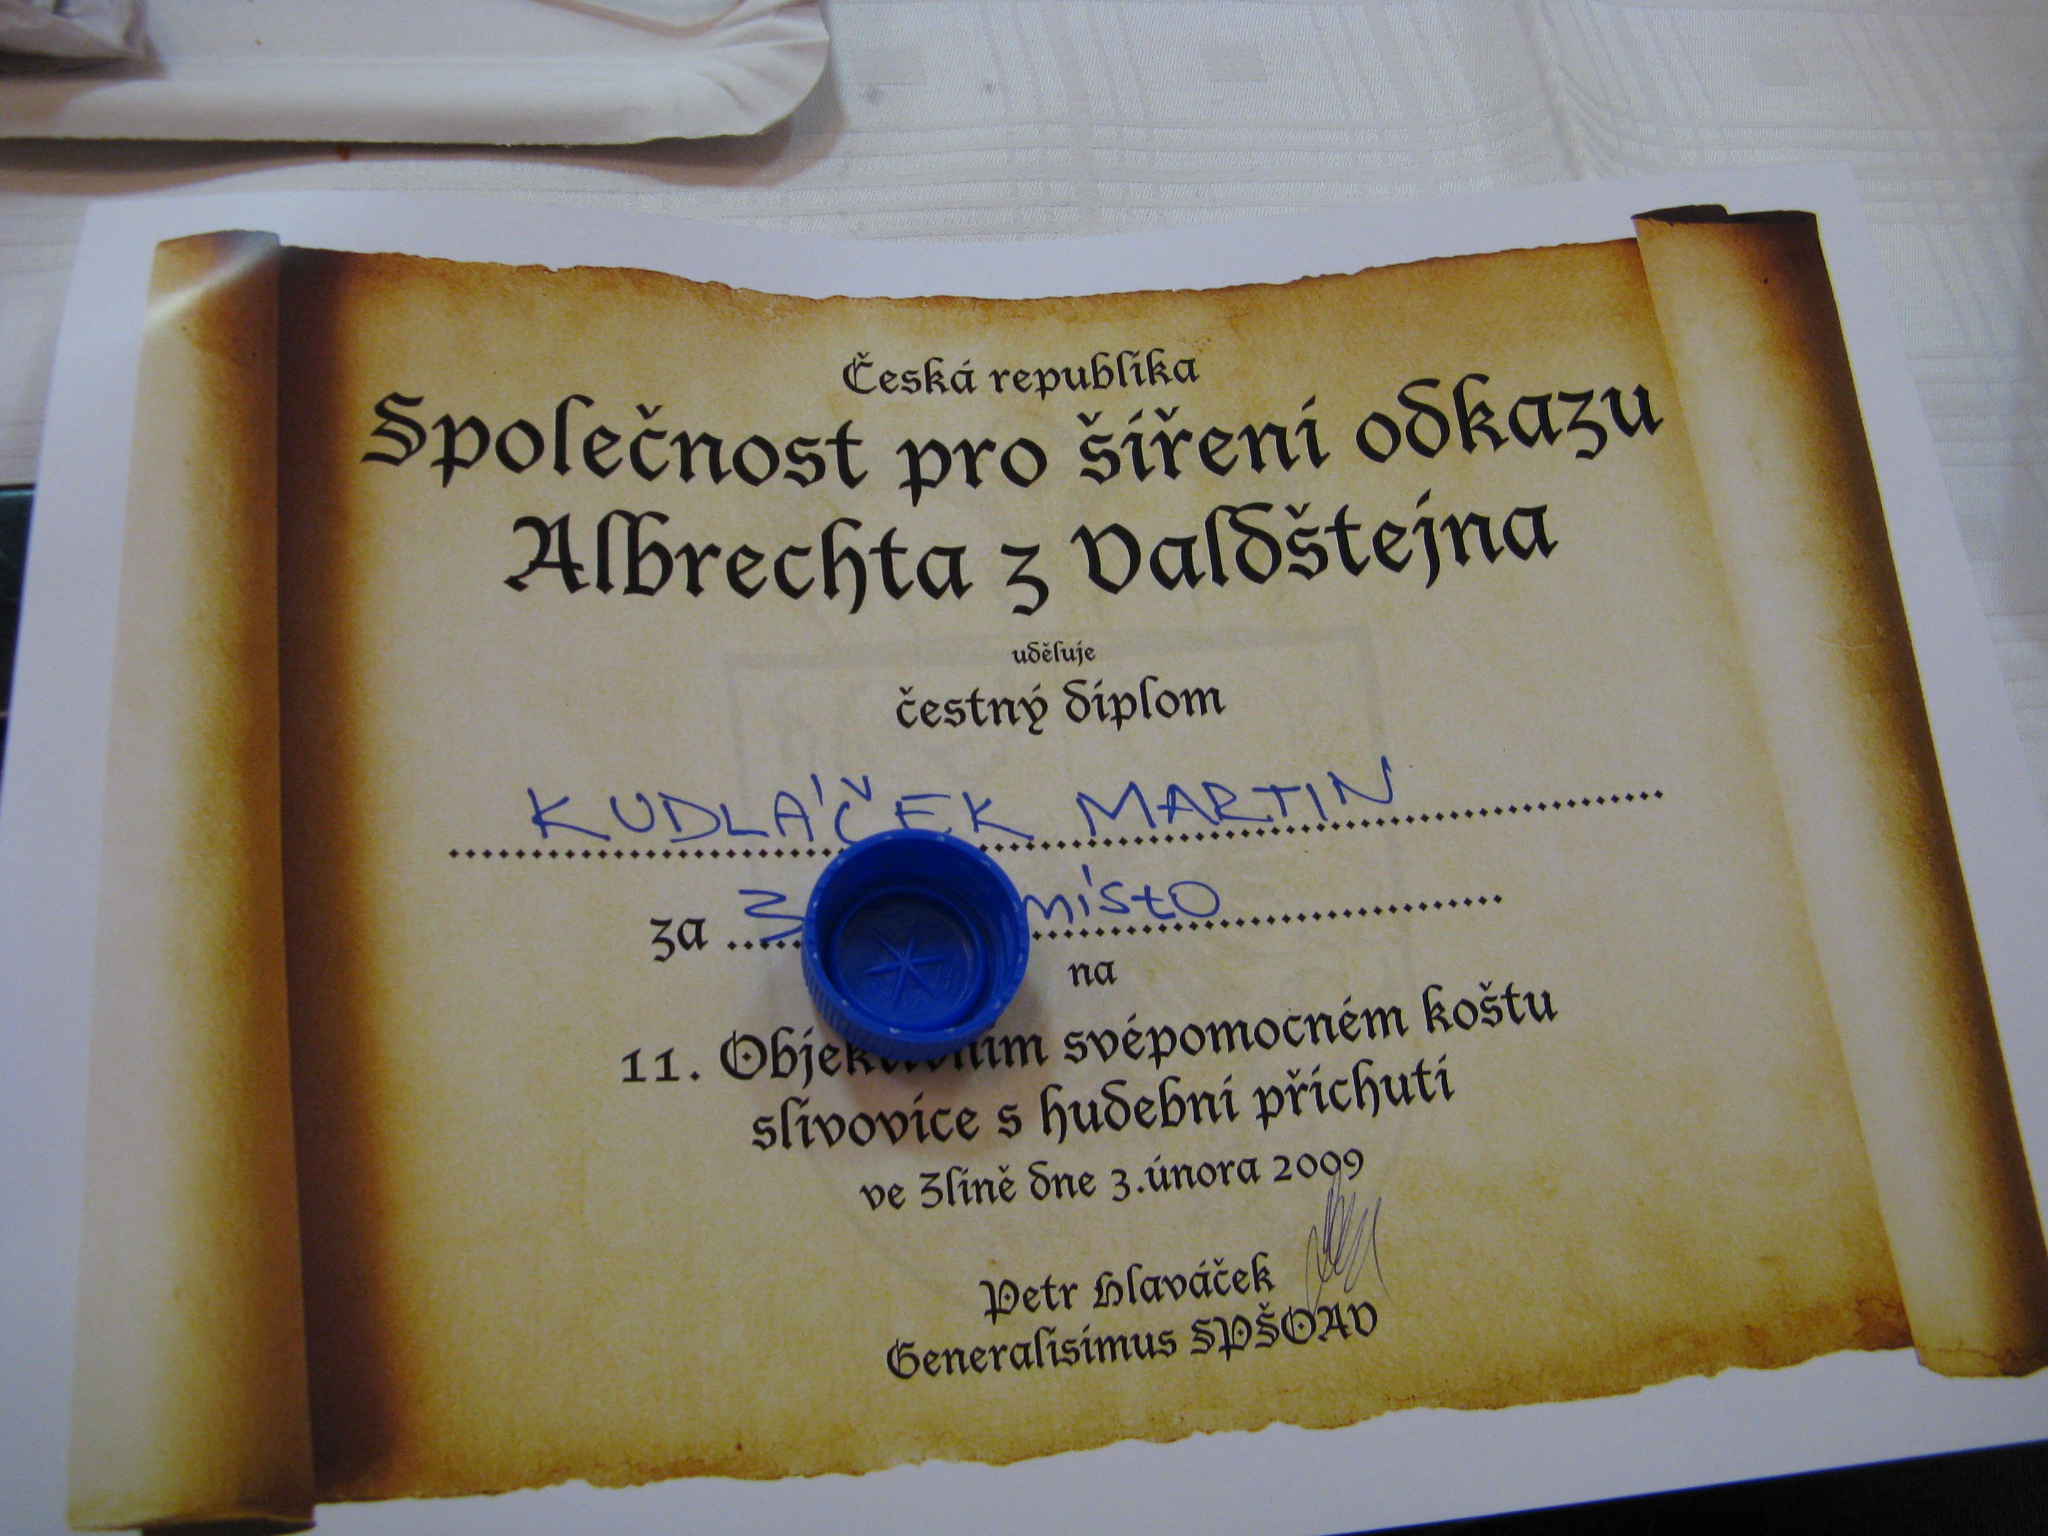 Česká republika
Společnost pro šíření odkazu
Albrechta z Valdštejna
uděluje
čestný diplom
KUDLÁČEK MARTIN
za 3 místo
na
11. svépomocném koštu
slivovice s hudební příchutí
ve Zlíně dne 3.února 2009
Petr Hlaváček
Generalisimus SPŠOAV